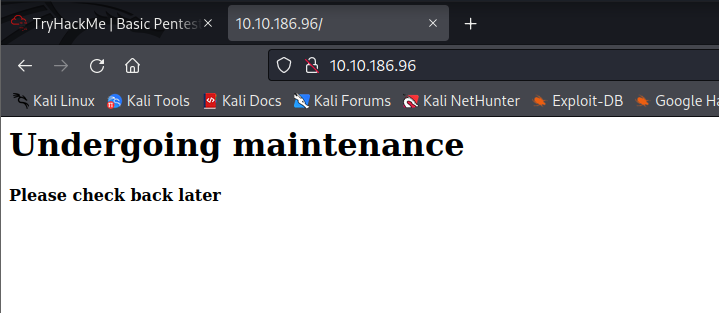 TryHackMe | Basic Pentes
10.10.186.96/
10.10.186.96
Kali Linux Kali Tools Kali Docs Kali Forums Kali NetHunter Exploit-DB Google Ha
Undergoing maintenance
Please check back later